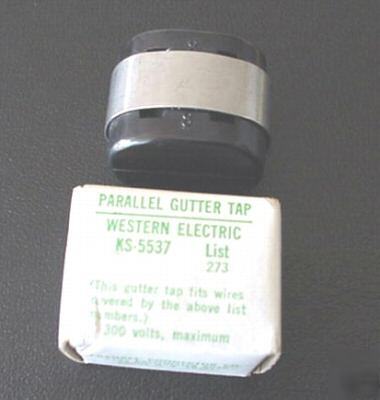 PARALLEL GUTTER TAP
WESTERN ELECTRIC
KS-5537 List
273
(This gutter tap fits wires
covered by the above list
numbers.)
300 volts, maximum